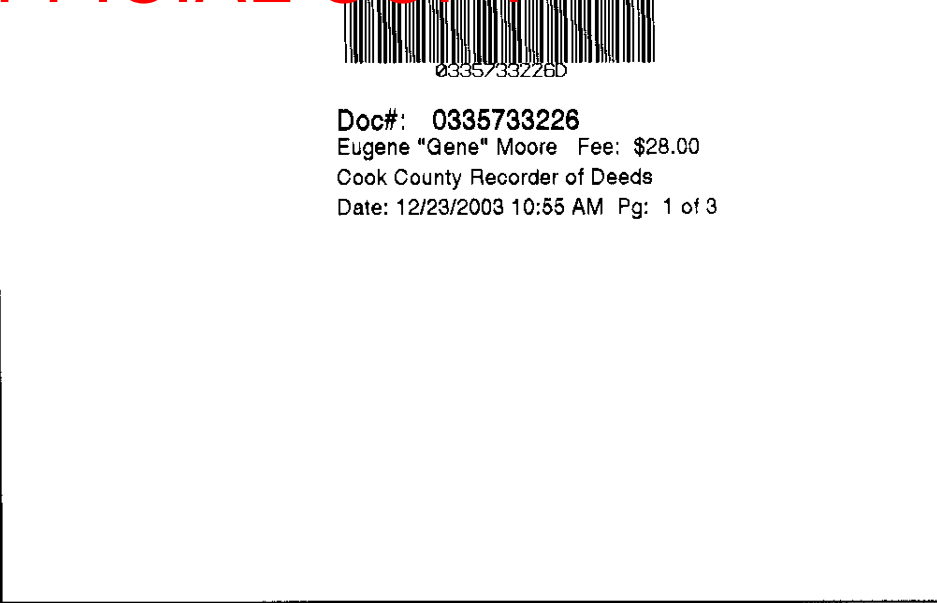 0335733226D
Doc#: 0335733226
Eugene "Gene" Moore Fee: $28.00
Cook County Recorder of Deeds
Date: 12/23/2003 10:55 AM Pg: 1 of 3